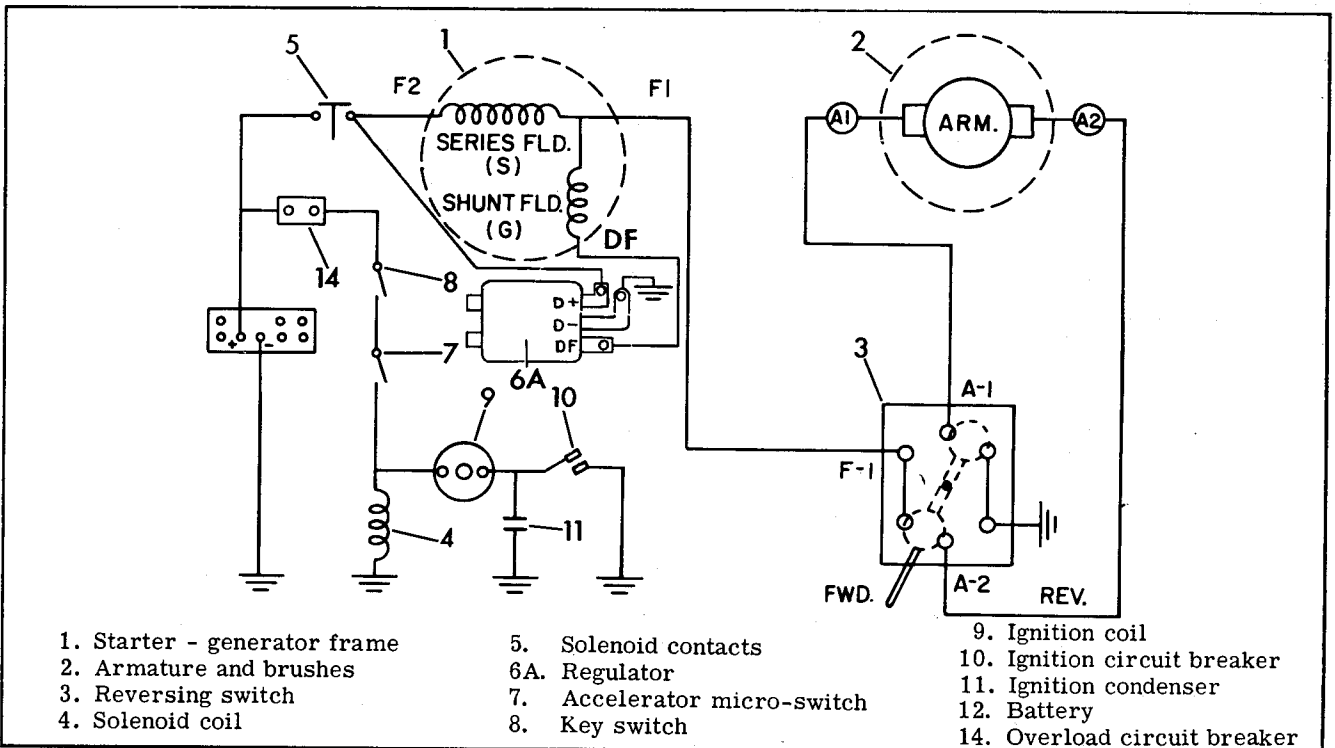 5
1
2
F2
F1
SERIES FLD.
(S)
SHUNT FLD.
(G)
DF
A1
ARM.
A2
14
8
+
-
D+
D-
DF
7
6A
9
10
3
A-1
F-1
4
11
FWD.
A-2
REV.
1. Starter - generator frame
2. Armature and brushes
3. Reversing switch
4. Solenoid coil
5. Solenoid contacts
6A. Regulator
7. Accelerator micro-switch
8. Key switch
9. Ignition coil
10. Ignition circuit breaker
11. Ignition condenser
12. Battery
14. Overload circuit breaker